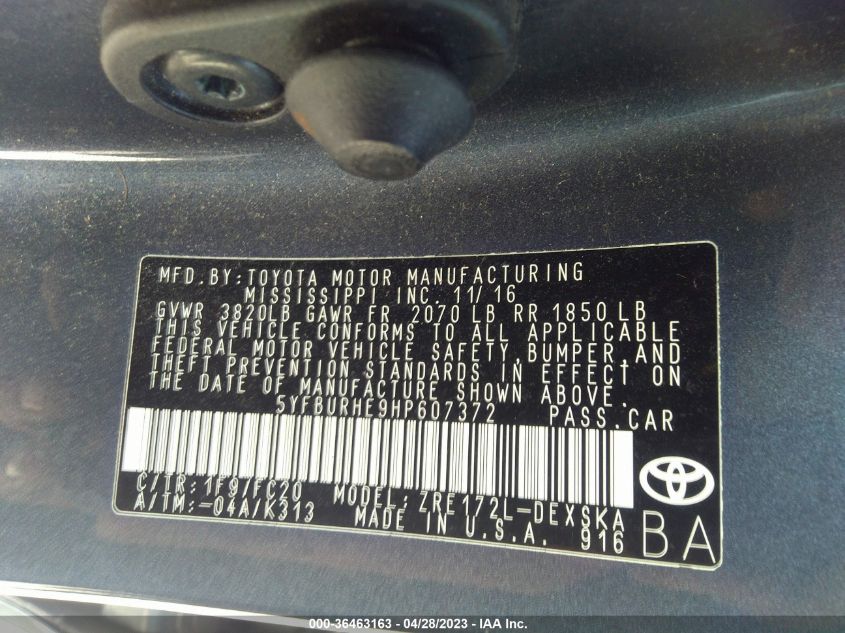 MFD. BY: TOYOTA MOTOR MANUFACTURING
MISSISSIPPI INC. 11/16
GVWR 3820LB GAWR FR 2070 LB RR 1850 LB
THIS VEHICLE CONFORMS TO ALL APPLICABLE
FEDERAL MOTOR VEHICLE SAFETY, BUMPER, AND
THEFT PREVENTION STANDARDS IN EFFECT ON
THE DATE OF MANUFACTURE SHOWN ABOVE.
5YFBURHE9HP607372 PASS. CAR
C/TR: 1F9/FC20 MODEL: ZRE172L-DEXSKA
A/TM: -04A/K313 MADE IN U.S.A. 916
BA
000-36463163 - 04/28/2023 - IAA Inc.